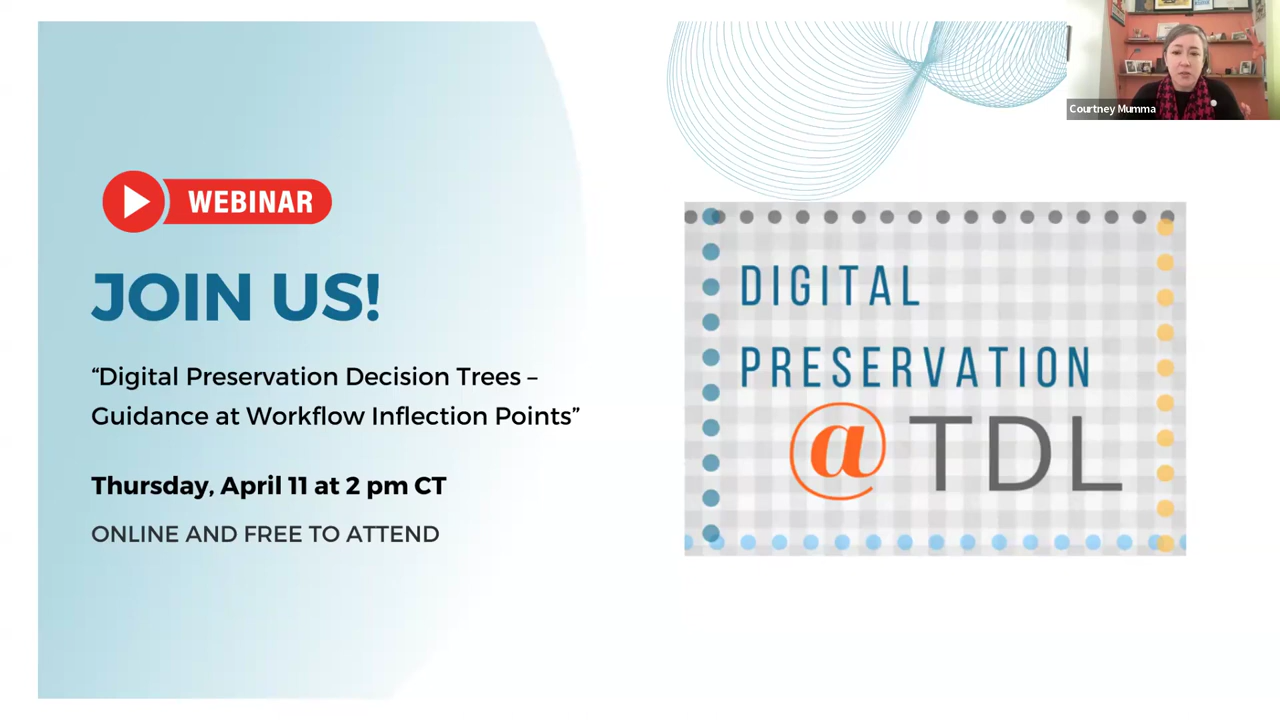 Courtney Mumma
WEBINAR
JOIN US!
“Digital Preservation Decision Trees –
Guidance at Workflow Inflection Points”
Thursday, April 11 at 2 pm CT
ONLINE AND FREE TO ATTEND
DIGITAL
PRESERVATION
@ TDL